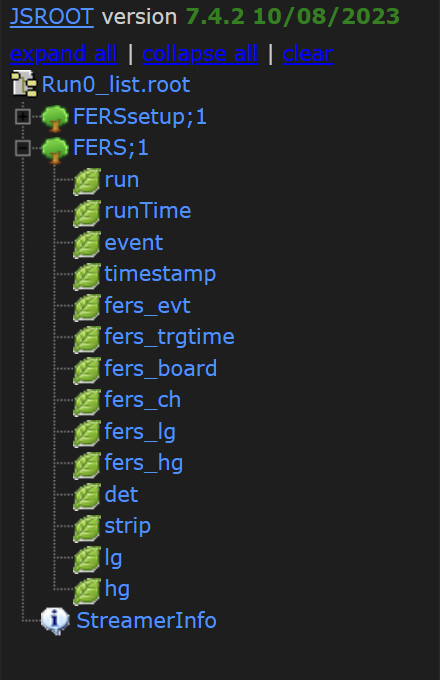 JSROOT version 7.4.2 10/08/2023
expand all | collapse all | clear
Run0_list.root
FERSsetup;1
FERS;1
run
runTime
event
timestamp
fers_evt
fers_trgtime
fers_board
fers_ch
fers_lg
fers_hg
det
strip
lg
hg
StreamerInfo